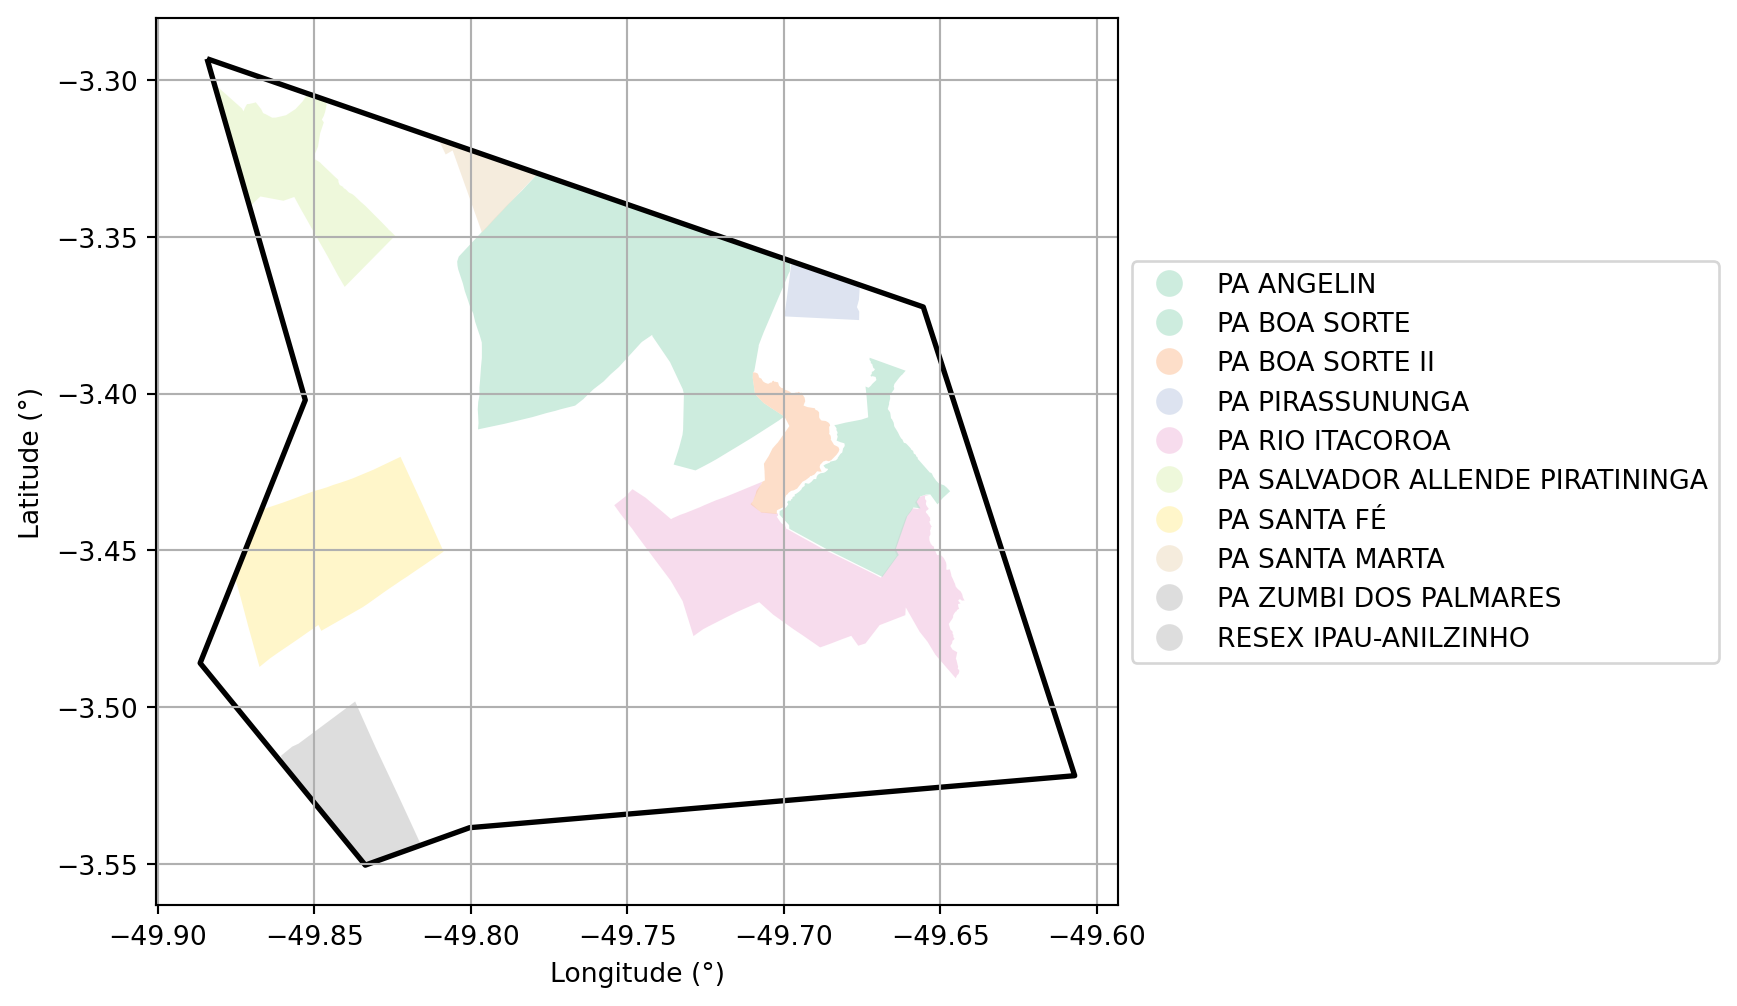 −3.30
−3.35
−3.40
−3.45
−3.50
−3.55
Latitude (°)
−49.90
−49.85
−49.80
−49.75
−49.70
−49.65
−49.60
Longitude (°)
PA ANGELIN
PA BOA SORTE
PA BOA SORTE II
PA PIRASSUNUNGA
PA RIO ITACOROA
PA SALVADOR ALLENDE PIRATININGA
PA SANTA FÉ
PA SANTA MARTA
PA ZUMBI DOS PALMARES
RESEX IPAU-ANILZINHO